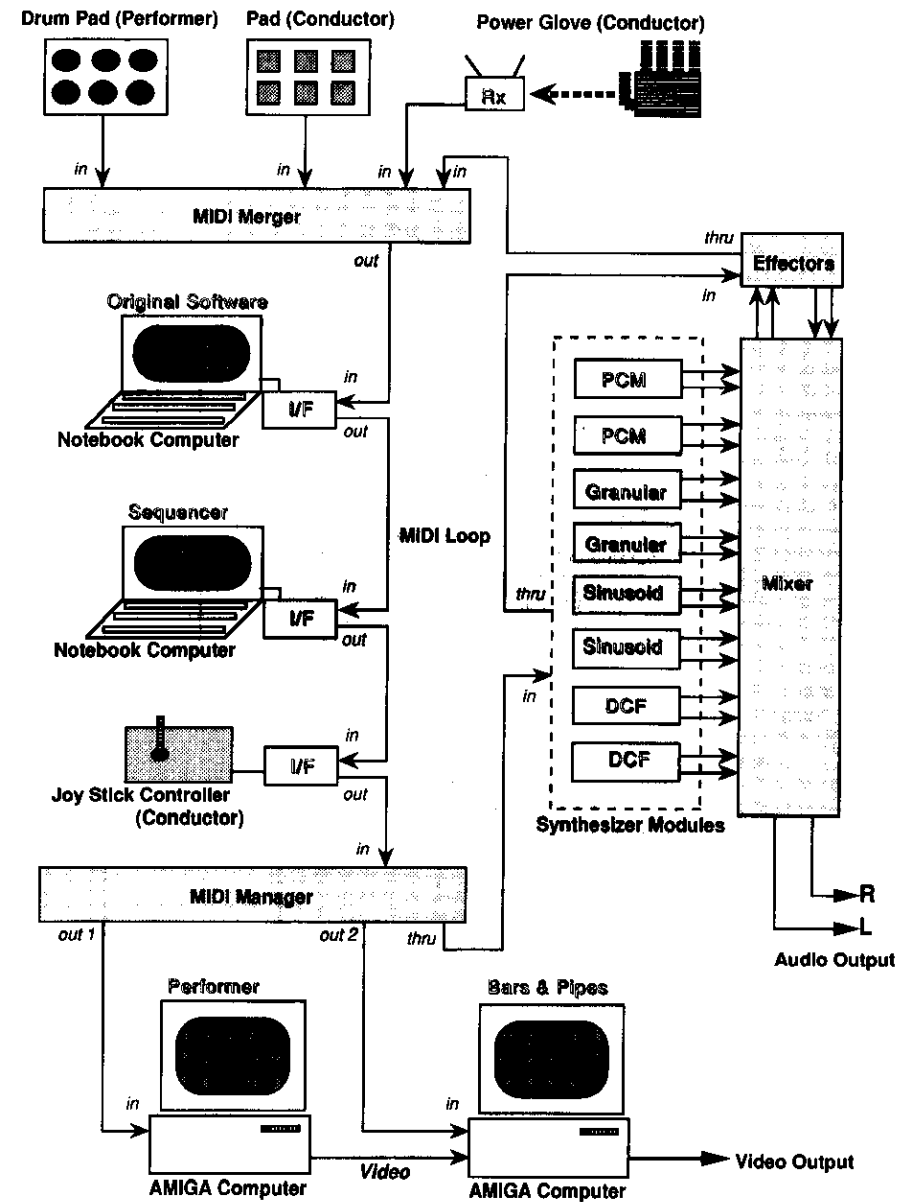 Drum Pad (Performer)
Pad (Conductor)
Power Glove (Conductor)
Rx
in
in
in
in
MIDI Merger
out
thru
Effectors
in
Original Software
in
I/F
out
Notebook Computer
PCM
PCM
Granular
Granular
Sinusoid
Sinusoid
DCF
DCF
Mixer
MIDI Loop
Sequencer
in
I/F
out
Notebook Computer
thru
in
in
I/F
out
Joy Stick Controller
(Conductor)
Synthesizer Modules
in
MIDI Manager
out 1
out 2
thru
R
L
Audio Output
Performer
Bars & Pipes
in
in
Video
Video Output
AMIGA Computer
AMIGA Computer